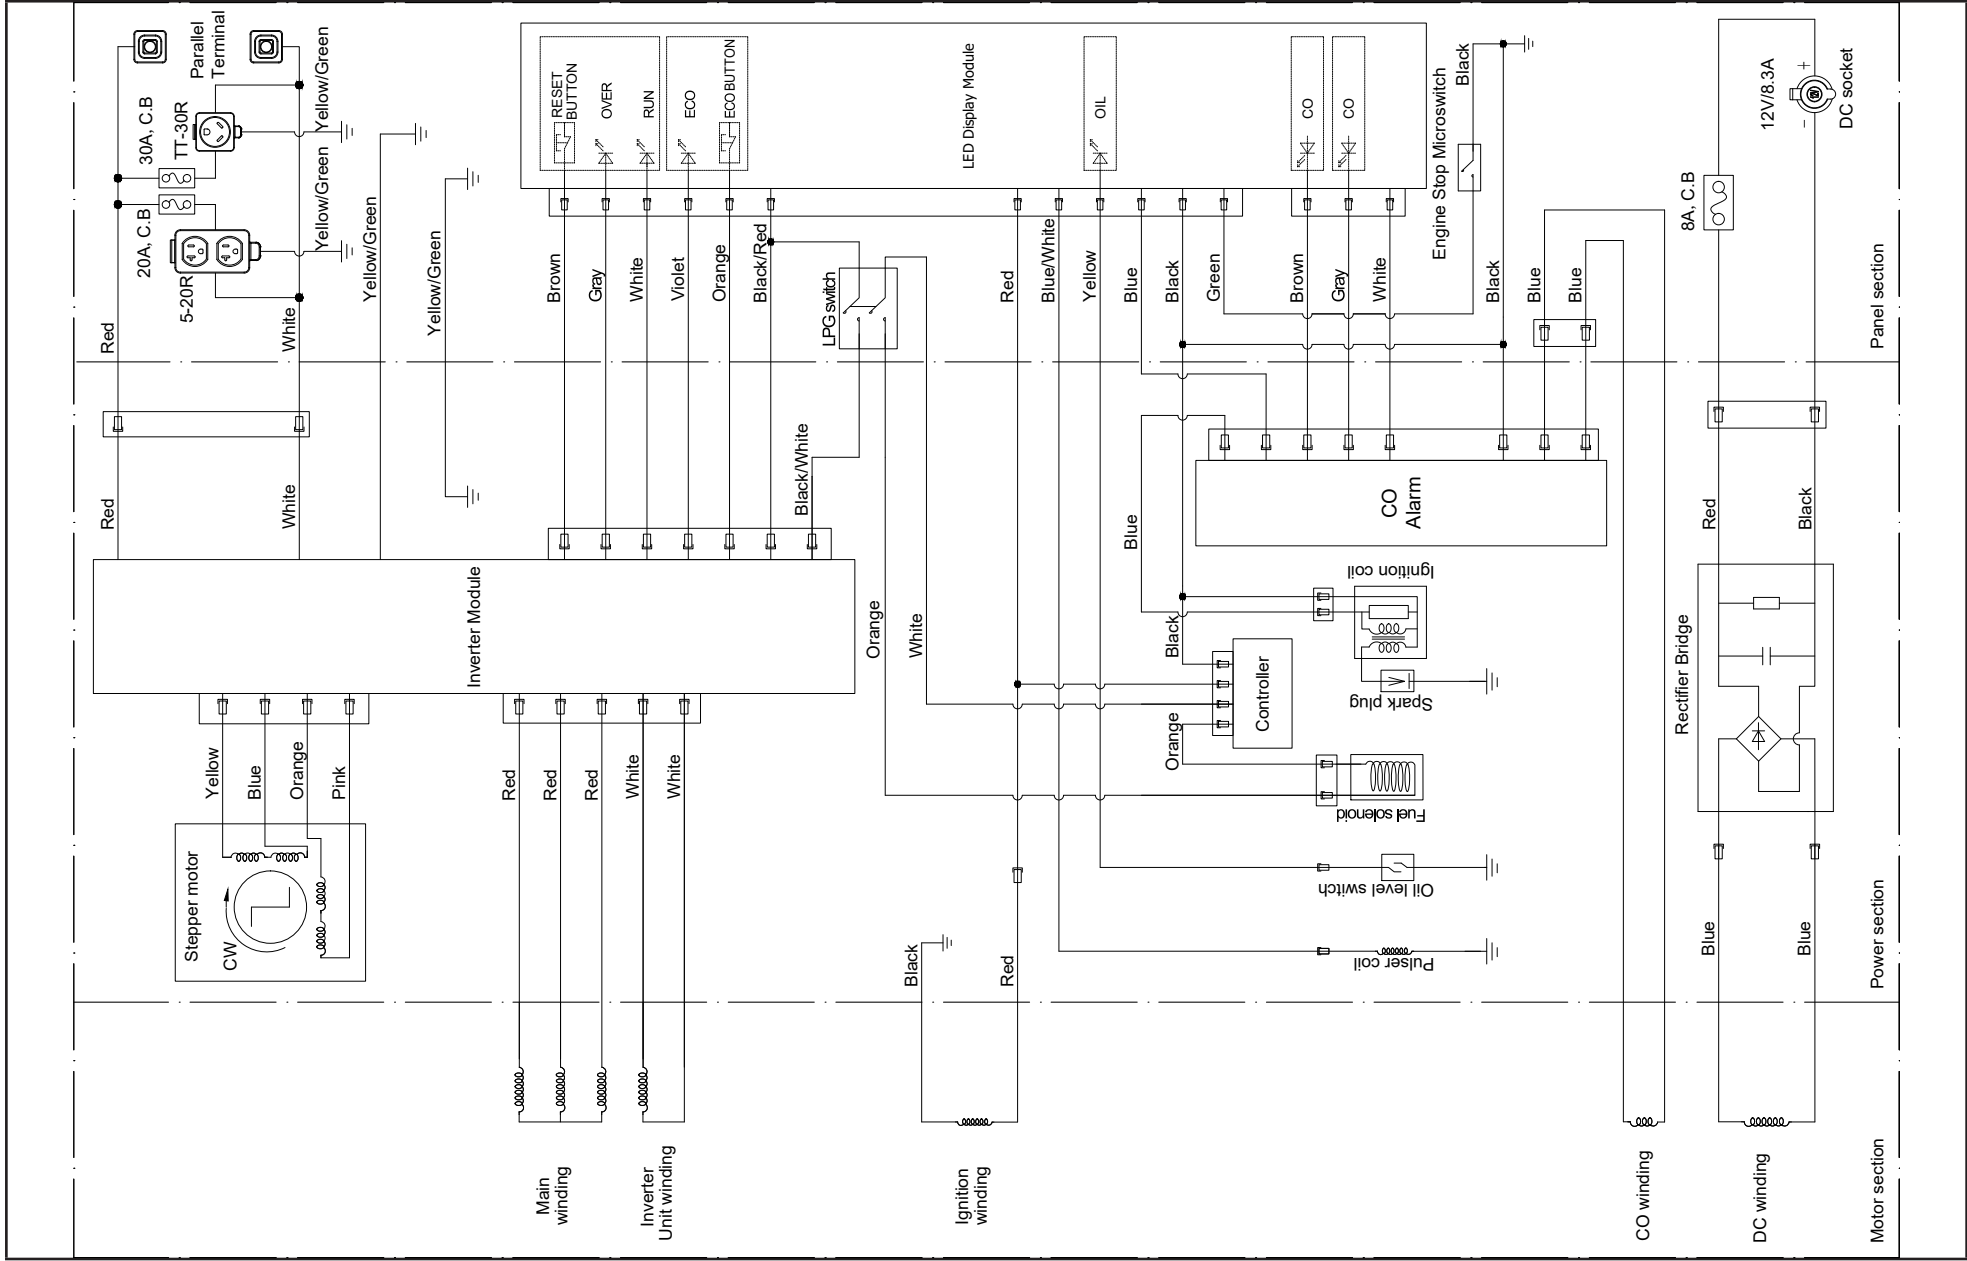 Parallel
Terminal
Yellow/Green
30A, C.B
TT-30R
20A, C.B
Yellow/Green
5-20R
Red
White
Yellow/Green
Yellow/Green
RESET
BUTTON
OVER
RUN
ECO
ECO BUTTON
LED Display Module
OIL
CO
CO
Engine Stop Microswitch
Black
12V/8.3A
+
-
DC socket
8A, C.B
Brown
Gray
White
Violet
Orange
Black/Red
LPG switch
Red
Blue/White
Yellow
Blue
Black
Green
Brown
Gray
White
Black
Blue
Blue
Panel section
Red
White
Black/White
Inverter Module
Orange
White
Blue
CO
Alarm
Red
Black
Black
Ignition coil
Controller
Spark plug
Orange
Fuel solenoid
Rectifier Bridge
Yellow
Blue
Orange
Pink
Red
Red
Red
White
White
Stepper motor
CW
Oil level switch
Pulser coil
Black
Red
Blue
Blue
Power section
Main
winding
Inverter
Unit winding
Ignition
winding
CO winding
DC winding
Motor section